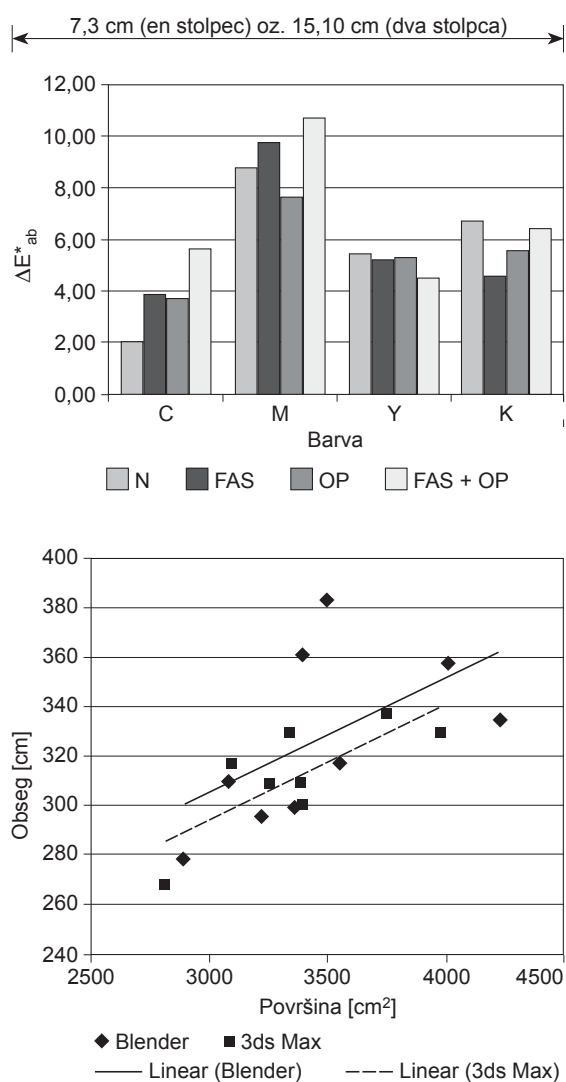 7,3 cm (en stolpec) oz. 15,10 cm (dva stolpca)
12,00
10,00
8,00
6,00
4,00
2,00
0,00
ΔE*ab
C M Y K
Barva
N FAS OP FAS + OP
400
380
360
340
320
300
280
260
240
Obseg [cm]
2500 3000 3500 4000 4500
Površina [cm²]
Blender 3ds Max
Linear (Blender) Linear (3ds Max)